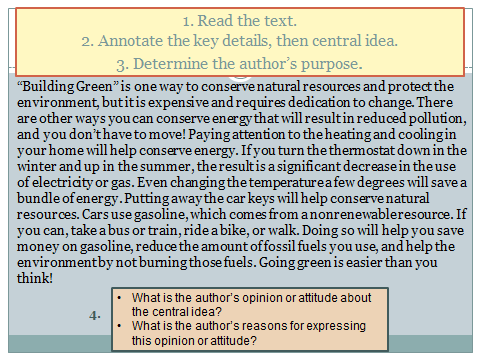 1. Read the text.
2. Annotate the key details, then central idea.
3. Determine the author's purpose.
“Building Green” is one way to conserve natural resources and protect the
environment, but it is expensive and requires dedication to change. There
are other ways you can conserve energy that will result in reduced pollution,
and you don't have to move! Paying attention to the heating and cooling in
your home will help conserve energy. If you turn the thermostat down in the
winter and up in the summer, the result is a significant decrease in the use
of electricity or gas. Even changing the temperature a few degrees will save a
bundle of energy. Putting away the car keys will help conserve natural
resources. Cars use gasoline, which comes from a nonrenewable resource. If
you can, take a bus or train, ride a bike, or walk. Doing so will help you save
money on gasoline, reduce the amount of fossil fuels you use, and help the
environment by not burning those fuels. Going green is easier than you
think!
4.
• What is the author's opinion or attitude about
the central idea?
• What is the author's reasons for expressing
this opinion or attitude?